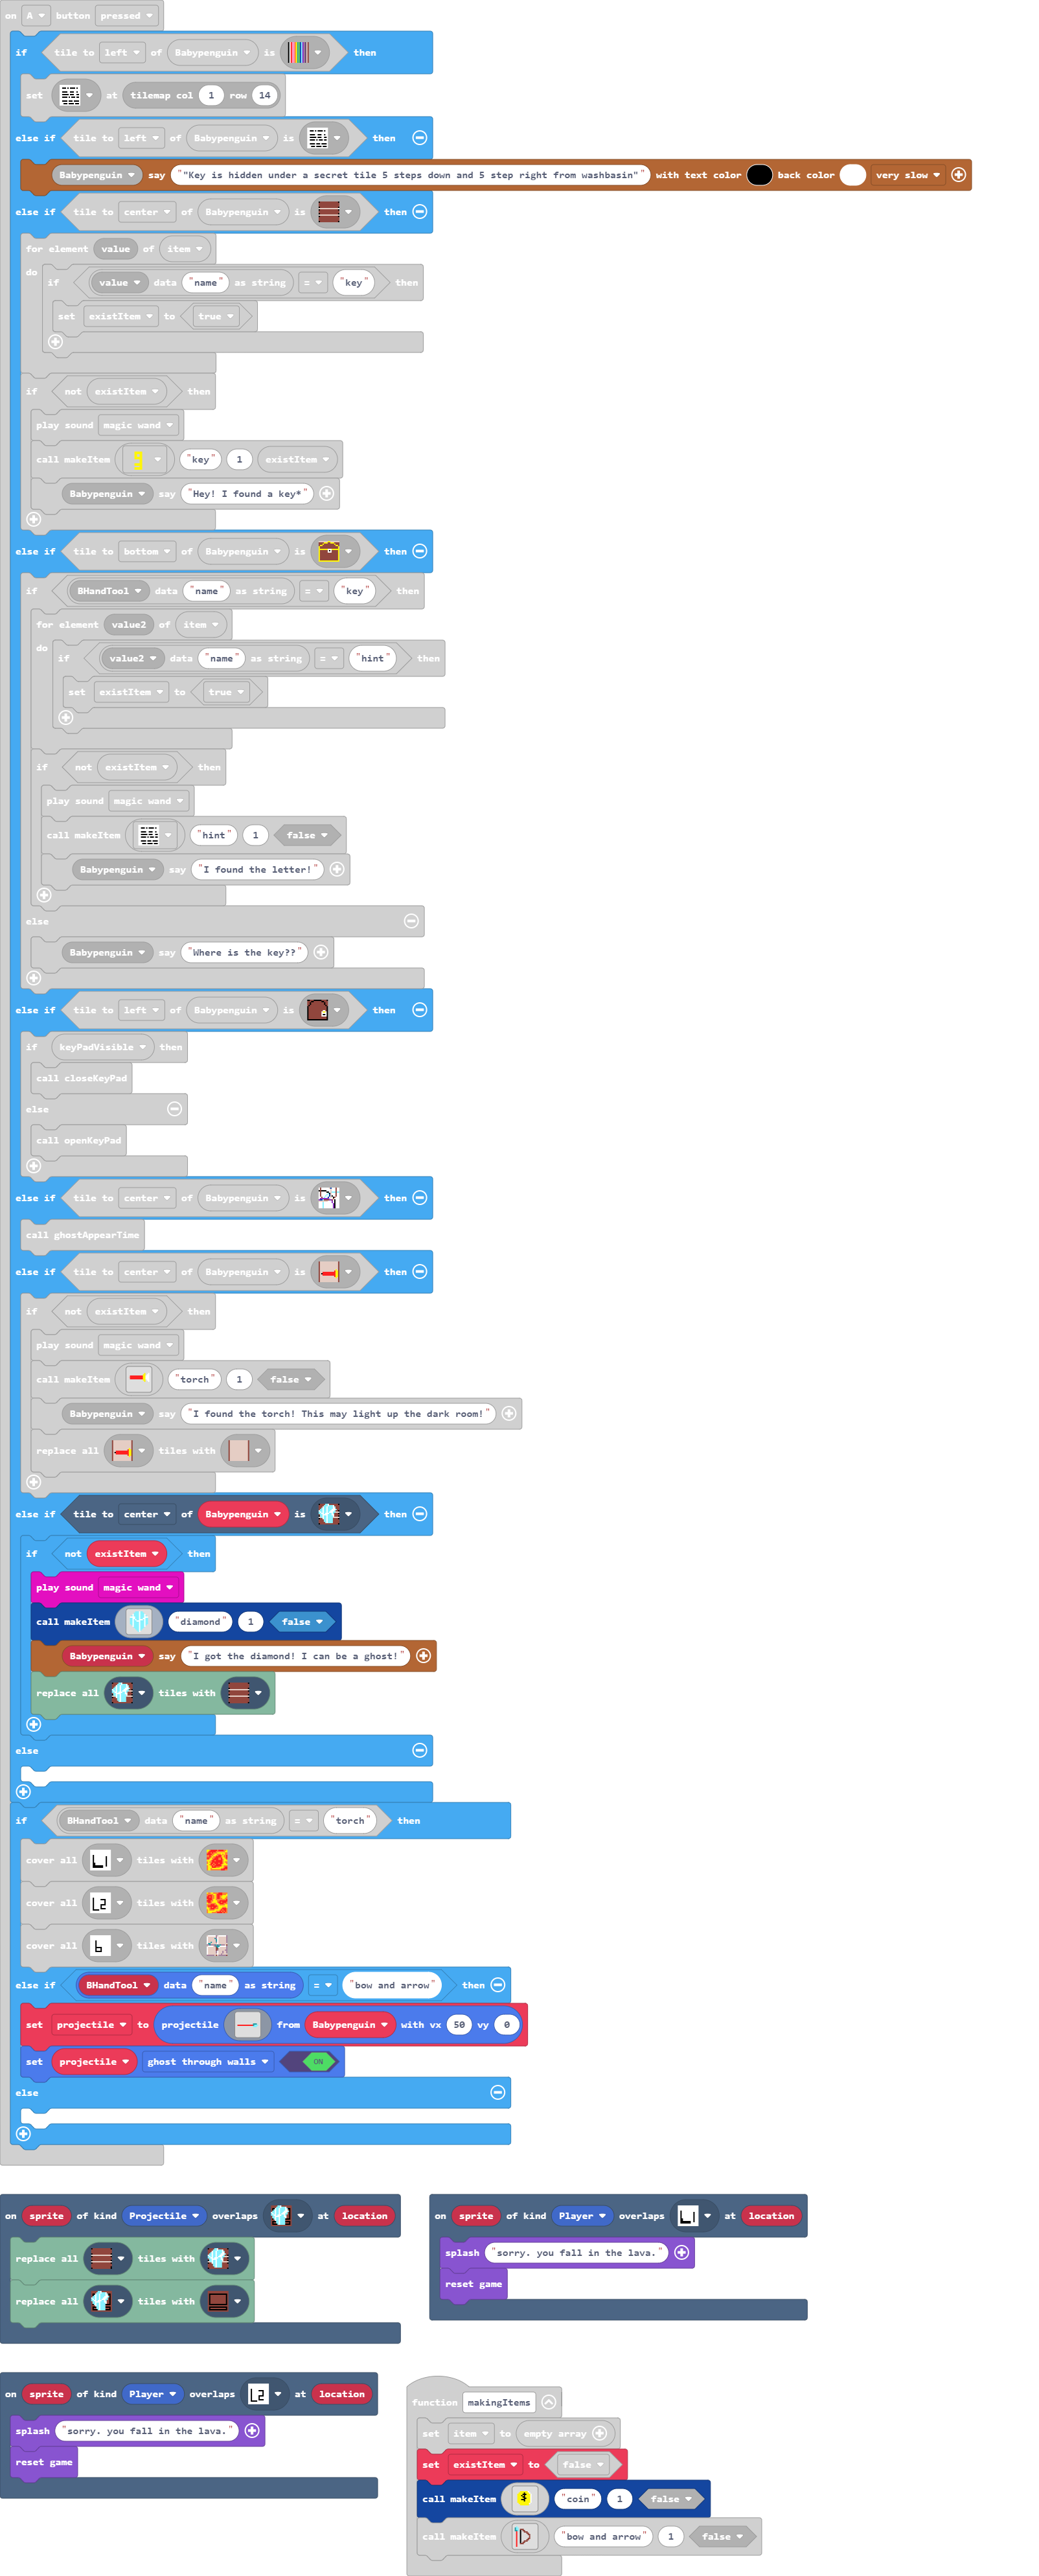 on A button pressed
if tile to left of Babypenguin is then
set at tilemap col 1 row 14
else if tile to left of Babypenguin is then
Babypenguin say ""Key is hidden under a secret tile 5 steps down and 5 step right from washbasin"" with text color back color very slow
else if tile to center of Babypenguin is then
for element value of item
do if value data "name" as string = "key" then
set existItem to true
if not existItem then
play sound magic wand
call makeItem "key" 1 existItem
Babypenguin say "Hey! I found a key*"
else if tile to bottom of Babypenguin is then
if BHandTool data "name" as string = "key" then
for element value2 of item
do if value2 data "name" as string = "hint" then
set existItem to true
if not existItem then
play sound magic wand
call makeItem "hint" 1 false
Babypenguin say "I found the letter!"
else
Babypenguin say "Where is the key??"
else if tile to left of Babypenguin is then
if keyPadVisible then
call closeKeyPad
else
call openKeyPad
else if tile to center of Babypenguin is then
call ghostAppearTime
else if tile to center of Babypenguin is then
if not existItem then
play sound magic wand
call makeItem "torch" 1 false
Babypenguin say "I found the torch! This may light up the dark room!"
replace all tiles with
else if tile to center of Babypenguin is then
if not existItem then
play sound magic wand
call makeItem "diamond" 1 false
Babypenguin say "I got the diamond! I can be a ghost!"
replace all tiles with
else
if BHandTool data "name" as string = "torch" then
cover all L1 tiles with
cover all L2 tiles with
cover all b tiles with
else if BHandTool data "name" as string = "bow and arrow" then
set projectile to projectile from Babypenguin with vx 50 vy 0
set projectile ghost through walls ON
else
on sprite of kind Projectile overlaps at location
replace all tiles with
replace all tiles with
on sprite of kind Player overlaps L1 at location
splash "sorry. you fall in the lava."
reset game
on sprite of kind Player overlaps L2 at location
splash "sorry. you fall in the lava."
reset game
function makingItems
set item to empty array
set existItem to false
call makeItem $ "coin" 1 false
call makeItem "bow and arrow" 1 false